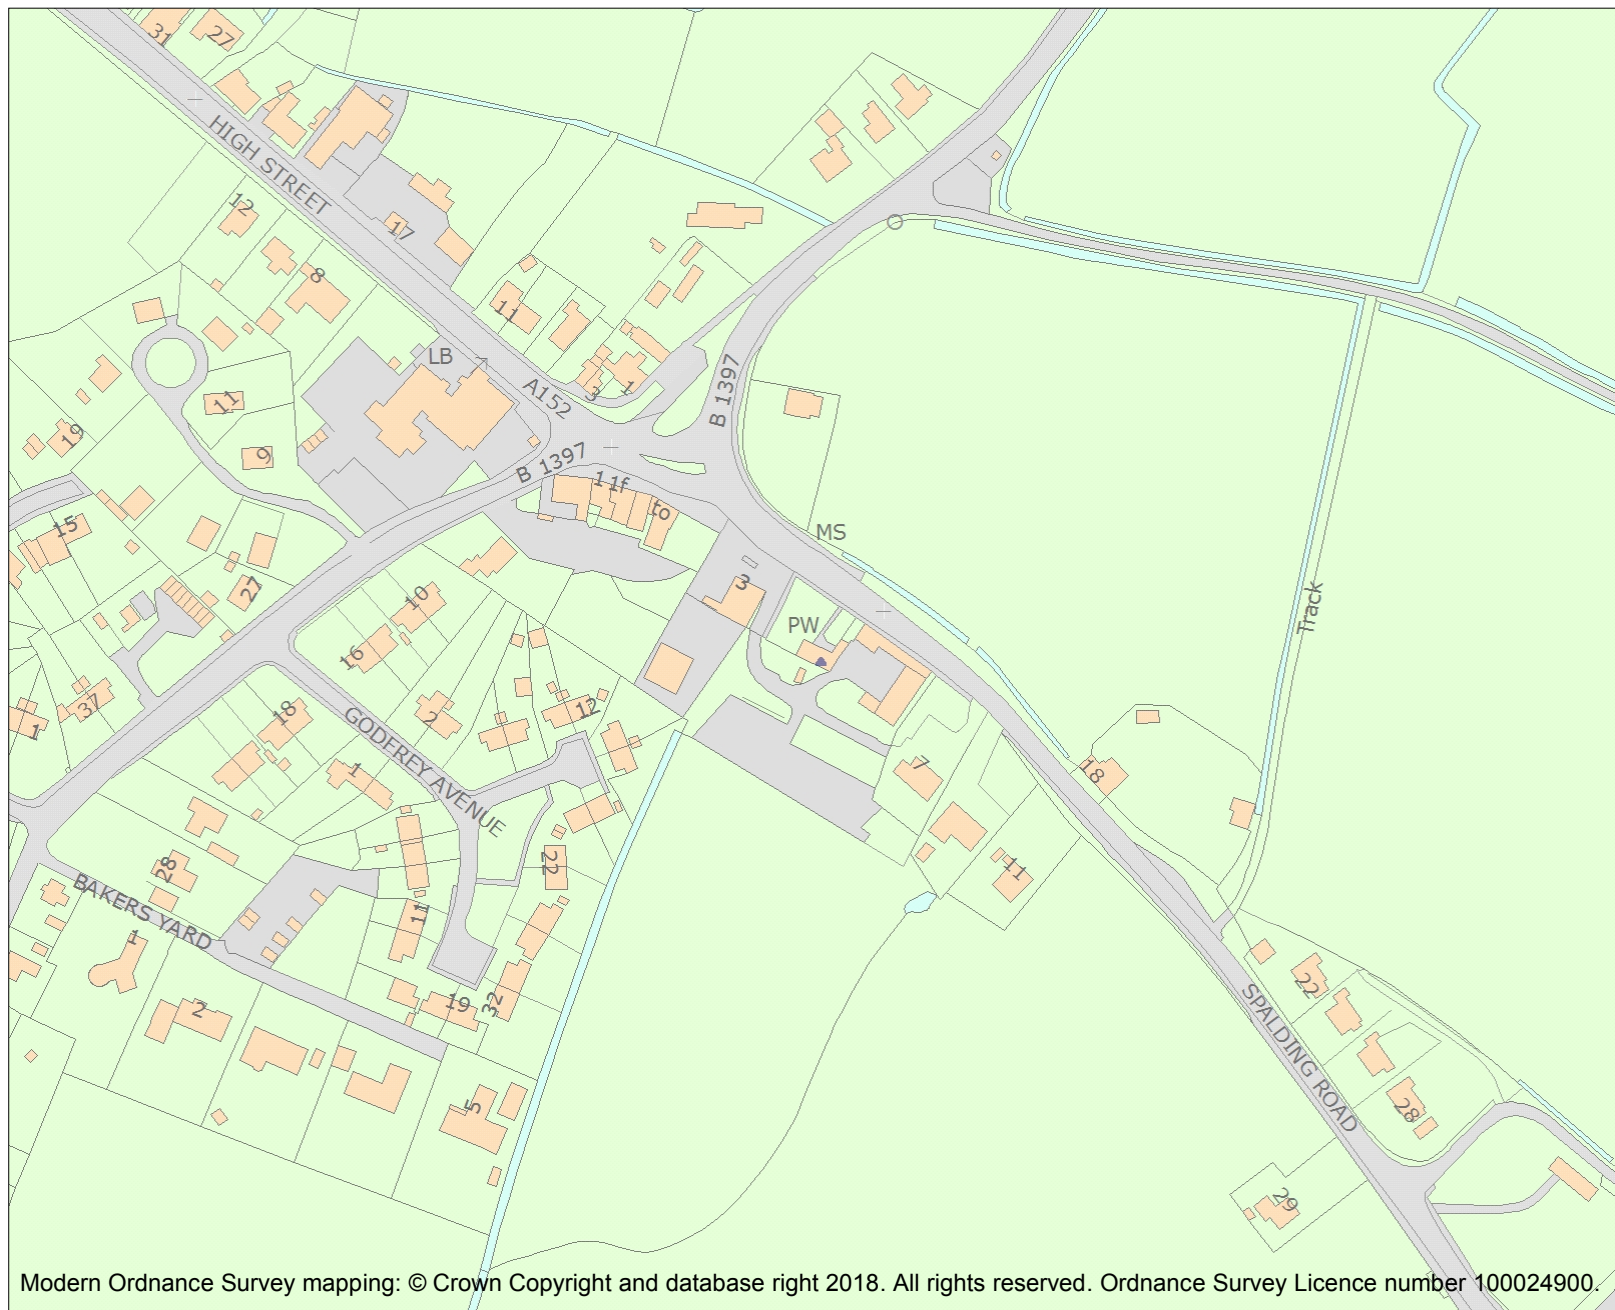 31
27
HIGH STREET
12
17
8
11
LB
A152
3
1
B 1397
11
19
9
B 1397
11f
to
15
MS
3
27
10
Track
PW
16
37
1
18
2
12
GODFREY AVENUE
1
7
18
22
28
11
11
BAKERS YARD
1
2
19
32
22
SPALDING ROAD
28
5
29
Modern Ordnance Survey mapping: © Crown Copyright and database right 2018. All rights reserved. Ordnance Survey Licence number 100024900.